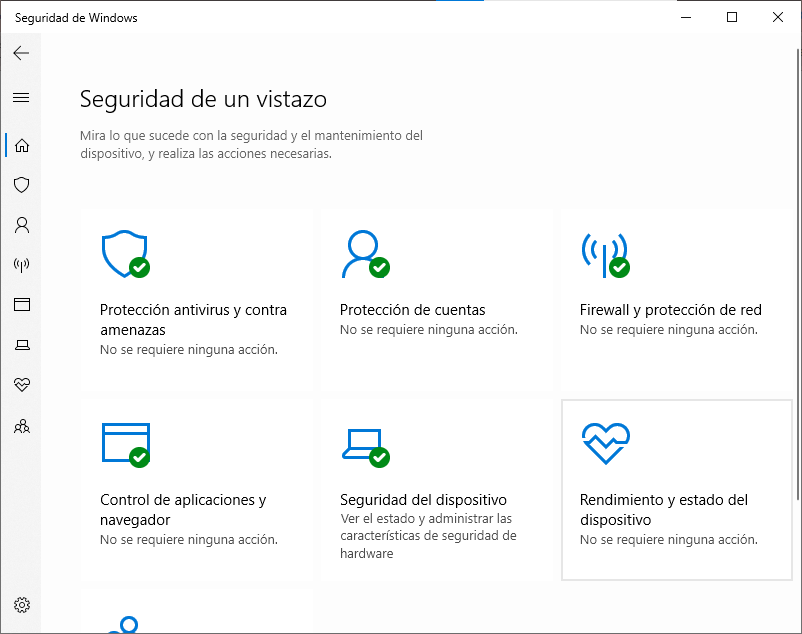 Seguridad de Windows
Seguridad de un vistazo
Mira lo que sucede con la seguridad y el mantenimiento del
dispositivo, y realiza las acciones necesarias.
Protección antivirus y contra
amenazas
No se requiere ninguna acción.
Protección de cuentas
No se requiere ninguna acción.
Firewall y protección de red
No se requiere ninguna acción.
Control de aplicaciones y
navegador
No se requiere ninguna acción.
Seguridad del dispositivo
Ver el estado y administrar las
características de seguridad de
hardware
Rendimiento y estado del
dispositivo
No se requiere ninguna acción.